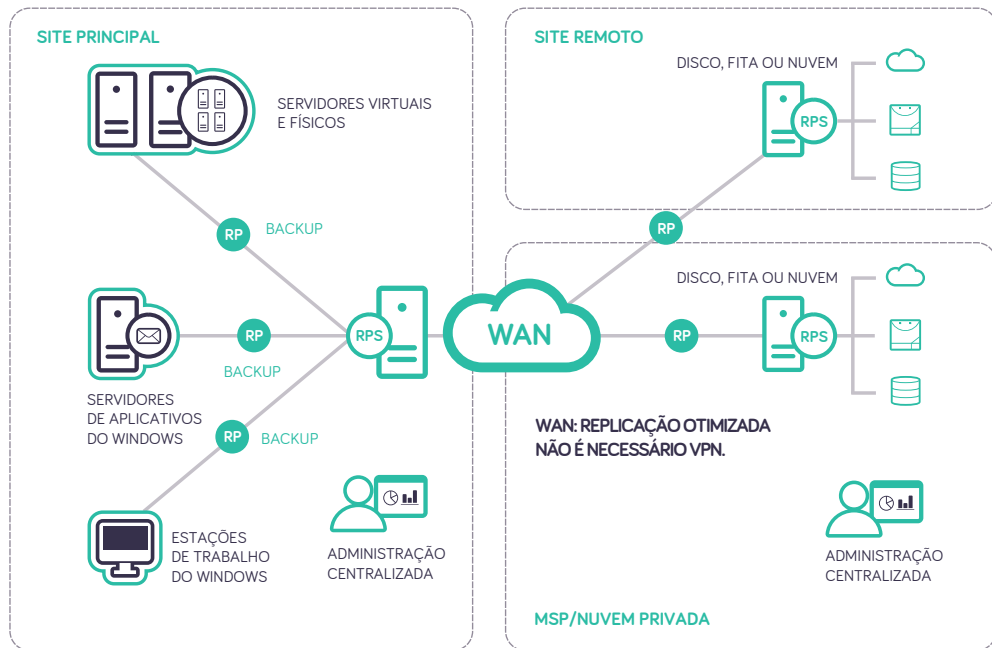 SITE PRINCIPAL
SERVIDORES VIRTUAIS
E FÍSICOS
RP
BACKUP
RP
BACKUP
RPS
SERVIDORES
DE APLICATIVOS
DO WINDOWS
RP
BACKUP
ESTAÇÕES
DE TRABALHO
DO WINDOWS
ADMINISTRAÇÃO
CENTRALIZADA
WAN
SITE REMOTO
DISCO, FITA OU NUVEM
RPS
RP
DISCO, FITA OU NUVEM
RP
RPS
WAN: REPLICAÇÃO OTIMIZADA
NÃO É NECESSÁRIO VPN.
ADMINISTRAÇÃO
CENTRALIZADA
MSP/NUVEM PRIVADA